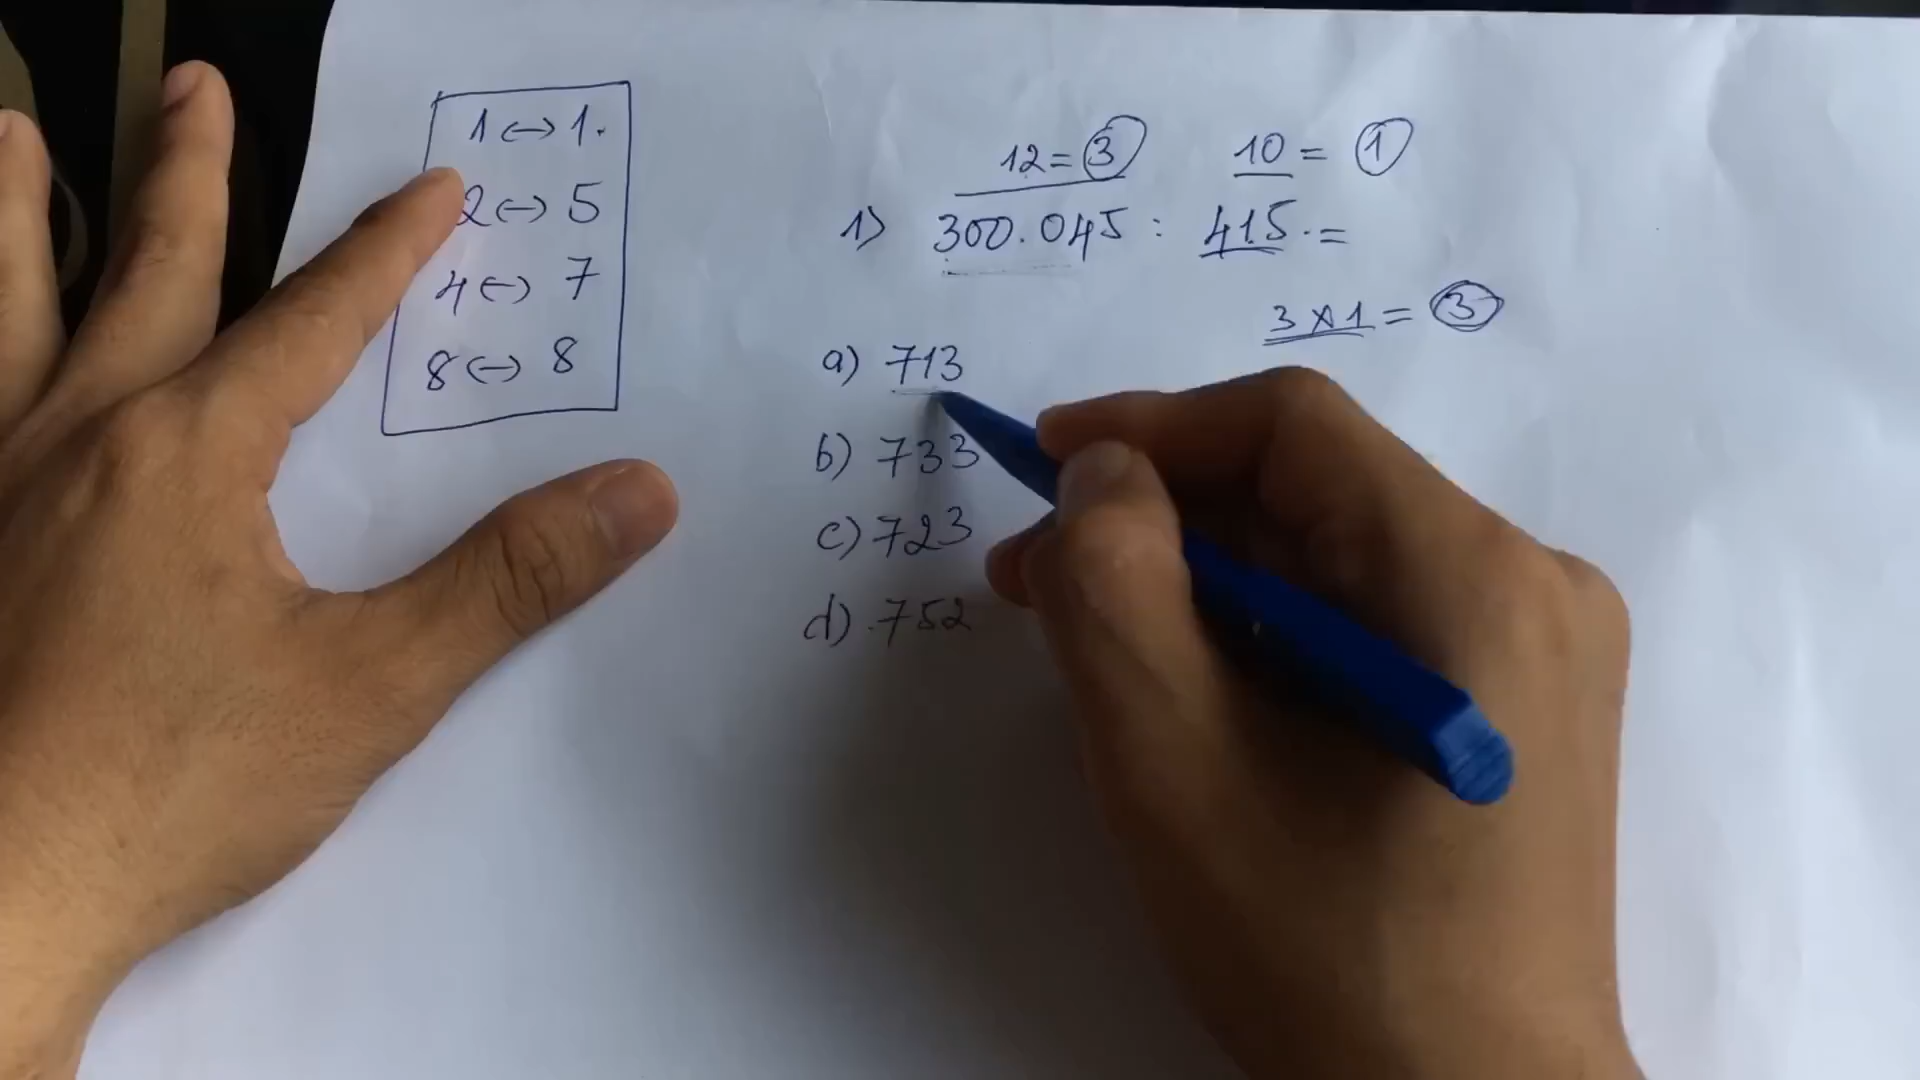 1 <-> 1.
2 <-> 5
4 <-> 7
8 <-> 8
12 = 3 10 = 1
1) 300.045 : 415 . =
3 x 1 = 3
a) 713
b) 733
c) 723
d) 752